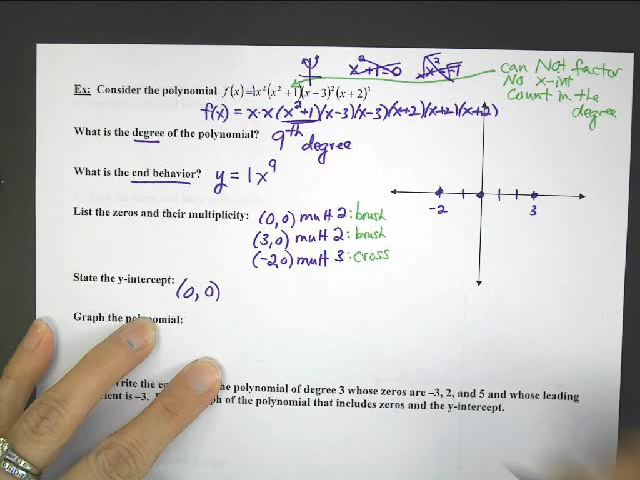 x² + 1 = 0 √x² = √-1
can Not factor
No x-int
count in the
degree
Ex: Consider the polynomial f(x)=1x²(x²+1)(x−3)²(x+2)³
f(x) = x·x(x²+1)(x-3)(x-3)(x+2)(x+2)(x+2)
What is the degree of the polynomial? 9th degree
What is the end behavior? y = 1x⁹
-2 3
List the zeros and their multiplicity: (0,0) mult 2: brush
(3,0) mult 2: brush
(-2,0) mult 3: cross
State the y-intercept: (0,0)
Graph the polynomial:
Write the the polynomial of degree 3 whose zeros are –3, 2, and 5 and whose leading
is –3. of the polynomial that includes zeros and the y-intercept.